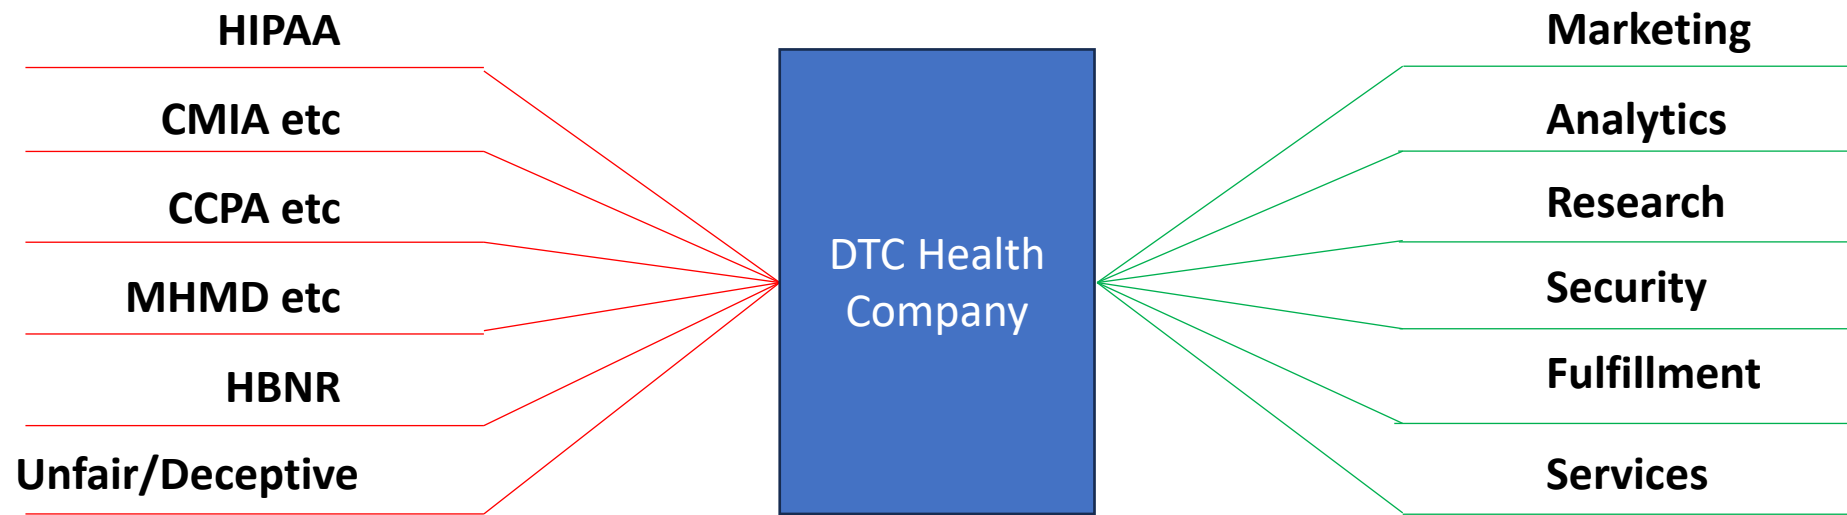 HIPAA
CMIA etc
CCPA etc
MHMD etc
HBNR
Unfair/Deceptive
DTC Health
Company
Marketing
Analytics
Research
Security
Fulfillment
Services